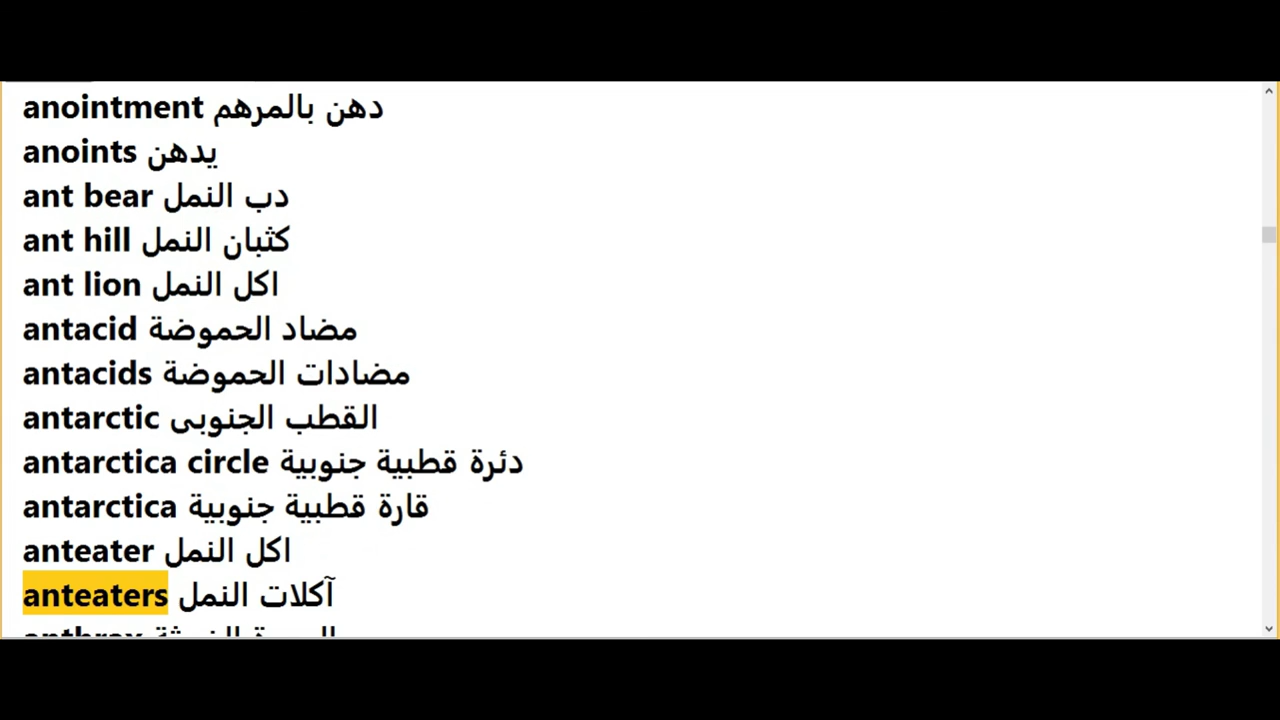 anointment دهن بالمرهم
anoints يدهن
ant bear دب النمل
ant hill كثبان النمل
ant lion اكل النمل
antacid مضاد الحموضة
antacids مضادات الحموضة
antarctic القطب الجنوبى
antarctica circle دئرة قطبية جنوبية
antarctica قارة قطبية جنوبية
anteater اكل النمل
anteaters آكلات النمل
anthrax